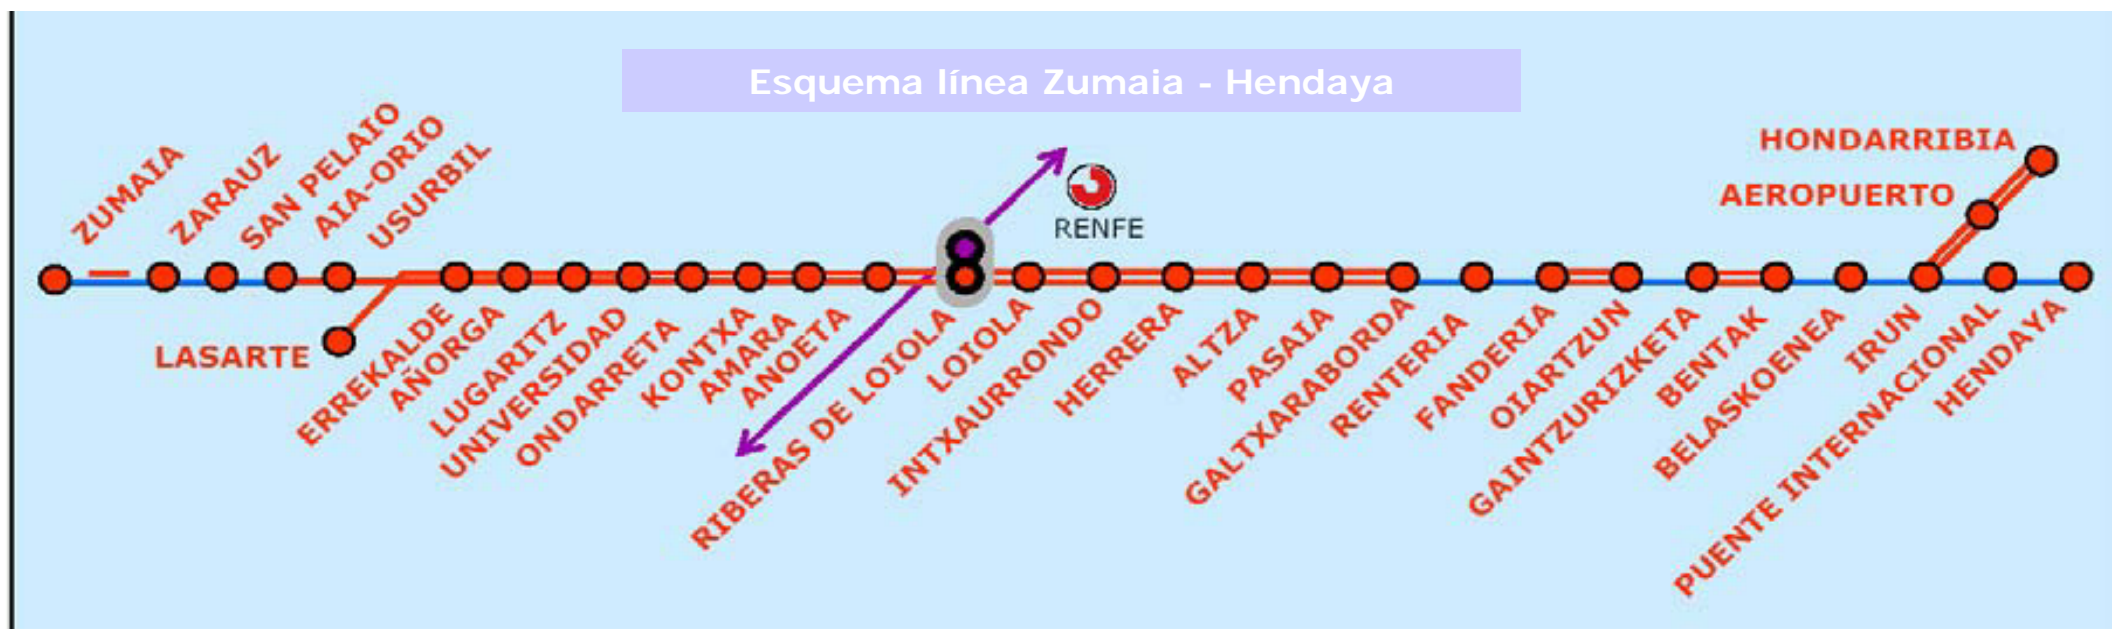 Esquema línea Zumaia - Hendaya
ZUMAIA
ZARAUZ
SAN PELAIO
AIA-ORIO
USURBIL
LASARTE
ERREKALDE
AÑORGA
LUGARITZ
UNIVERSIDAD
ONDARRETA
KONTXA
AMARA
ANOETA
RIBERAS DE LOIOLA
RENFE
LOIOLA
INTXAURRONDO
HERRERA
ALTZA
PASAIA
GALTXARABORDA
RENTERIA
FANDERIA
OIARTZUN
GAINTZURIZKETA
BENTAK
BELASKOENEA
IRUN
PUENTE INTERNACIONAL
HENDAYA
HONDARRIBIA
AEROPUERTO